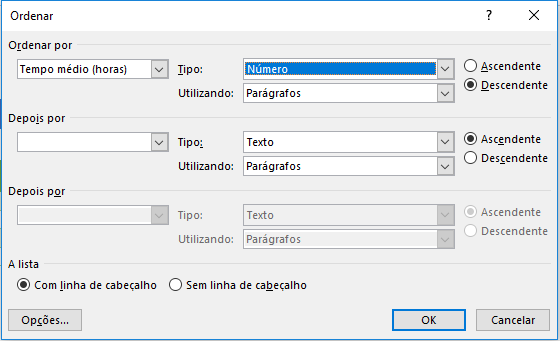 Ordenar ? ×
Ordenar por
Tempo médio (horas) Tipo: Número Ascendente
Utilizando: Parágrafos Descendente
Depois por
Tipo: Texto Ascendente
Utilizando: Parágrafos Descendente
Depois por
Tipo: Texto Ascendente
Utilizando: Parágrafos Descendente
A lista
Com linha de cabeçalho Sem linha de cabeçalho
Opções... OK Cancelar